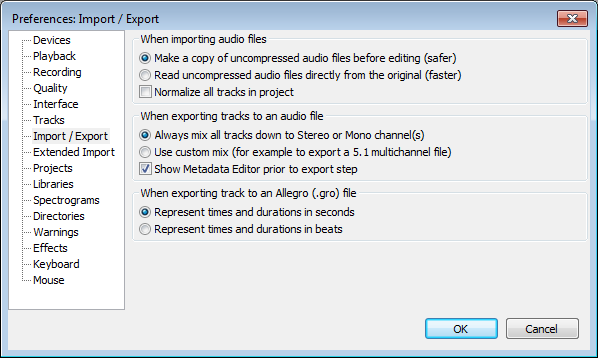 Preferences: Import / Export
Devices
Playback
Recording
Quality
Interface
Tracks
Import / Export
Extended Import
Projects
Libraries
Spectrograms
Directories
Warnings
Effects
Keyboard
Mouse
When importing audio files
Make a copy of uncompressed audio files before editing (safer)
Read uncompressed audio files directly from the original (faster)
Normalize all tracks in project
When exporting tracks to an audio file
Always mix all tracks down to Stereo or Mono channel(s)
Use custom mix (for example to export a 5.1 multichannel file)
Show Metadata Editor prior to export step
When exporting track to an Allegro (.gro) file
Represent times and durations in seconds
Represent times and durations in beats
OK
Cancel